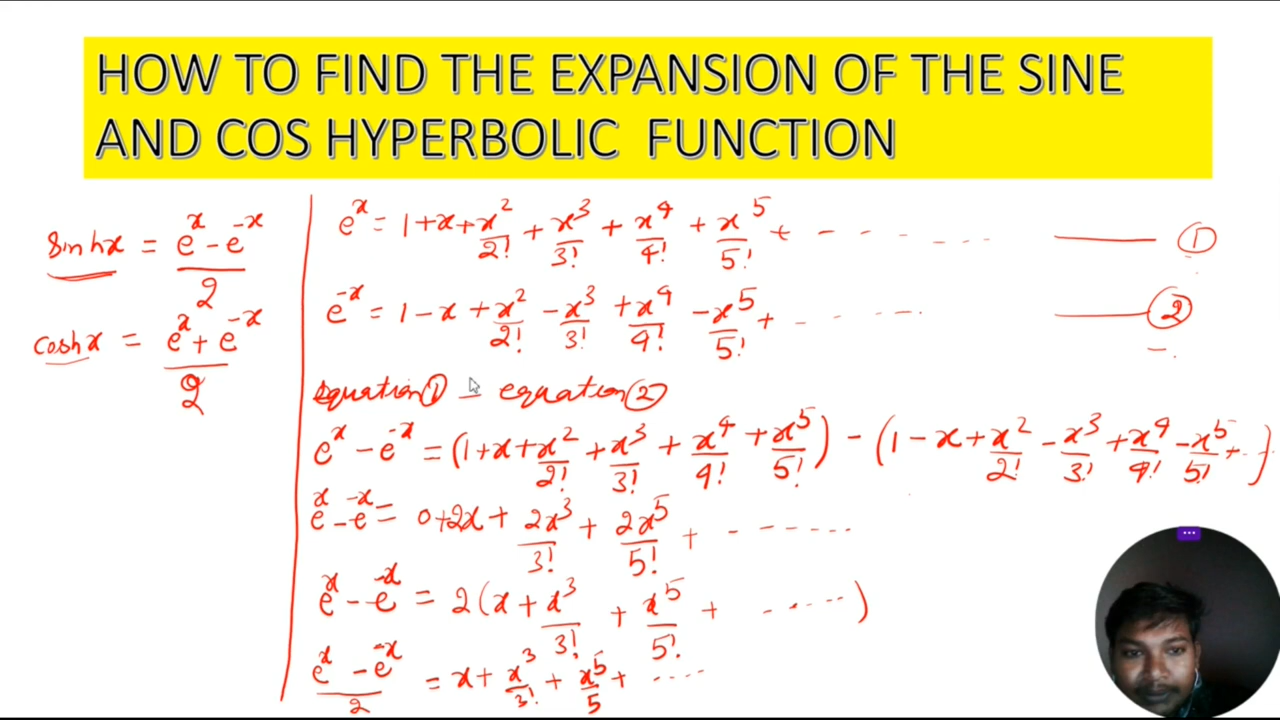 HOW TO FIND THE EXPANSION OF THE SINE
AND COS HYPERBOLIC FUNCTION
sinhx = (e^x - e^-x)/2
coshx = (e^x + e^-x)/2
e^x = 1 + x + x^2/2! + x^3/3! + x^4/4! + x^5/5! + - - - - - ——— ①
e^-x = 1 - x + x^2/2! - x^3/3! + x^4/4! - x^5/5! + - - - - ——— ②
equation ① - equation ②
e^x - e^-x = (1 + x + x^2/2! + x^3/3! + x^4/4! + x^5/5!) - (1 - x + x^2/2! - x^3/3! + x^4/4! - x^5/5! + - - )
e^x - e^-x = 0 + 2x + 2x^3/3! + 2x^5/5! + - - - - - -
e^x - e^-x = 2(x + x^3/3! + x^5/5! + - - - - - )
(e^x - e^-x)/2 = x + x^3/3! + x^5/5 + - - - -